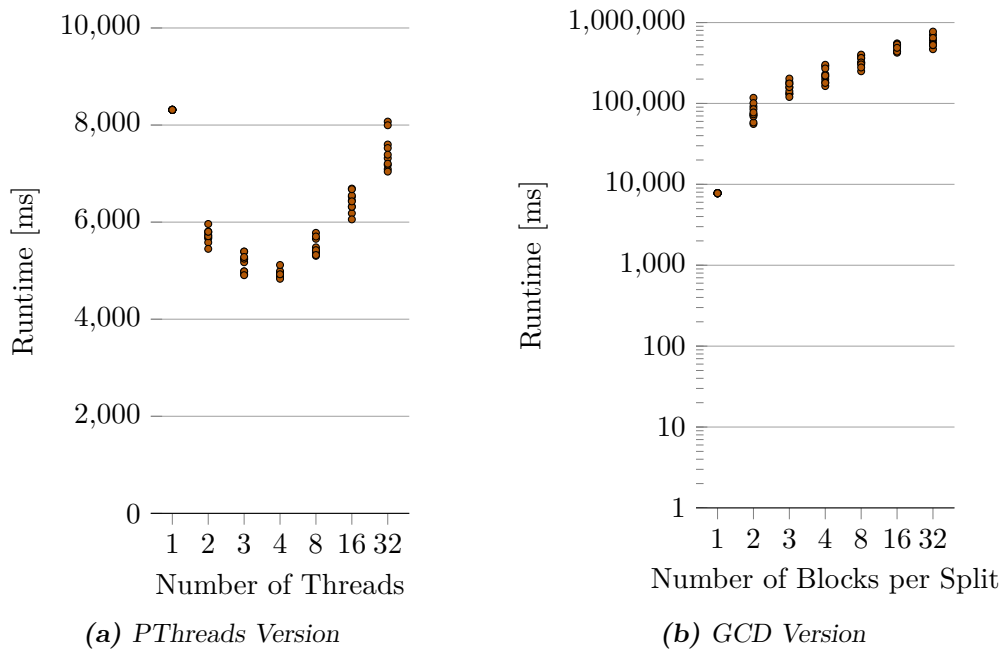 10,000
8,000
6,000
4,000
2,000
0
Runtime [ms]
1 2 3 4 8 16 32
Number of Threads
(a) PThreads Version
1,000,000
100,000
10,000
1,000
100
10
1
Runtime [ms]
1 2 3 4 8 16 32
Number of Blocks per Split
(b) GCD Version